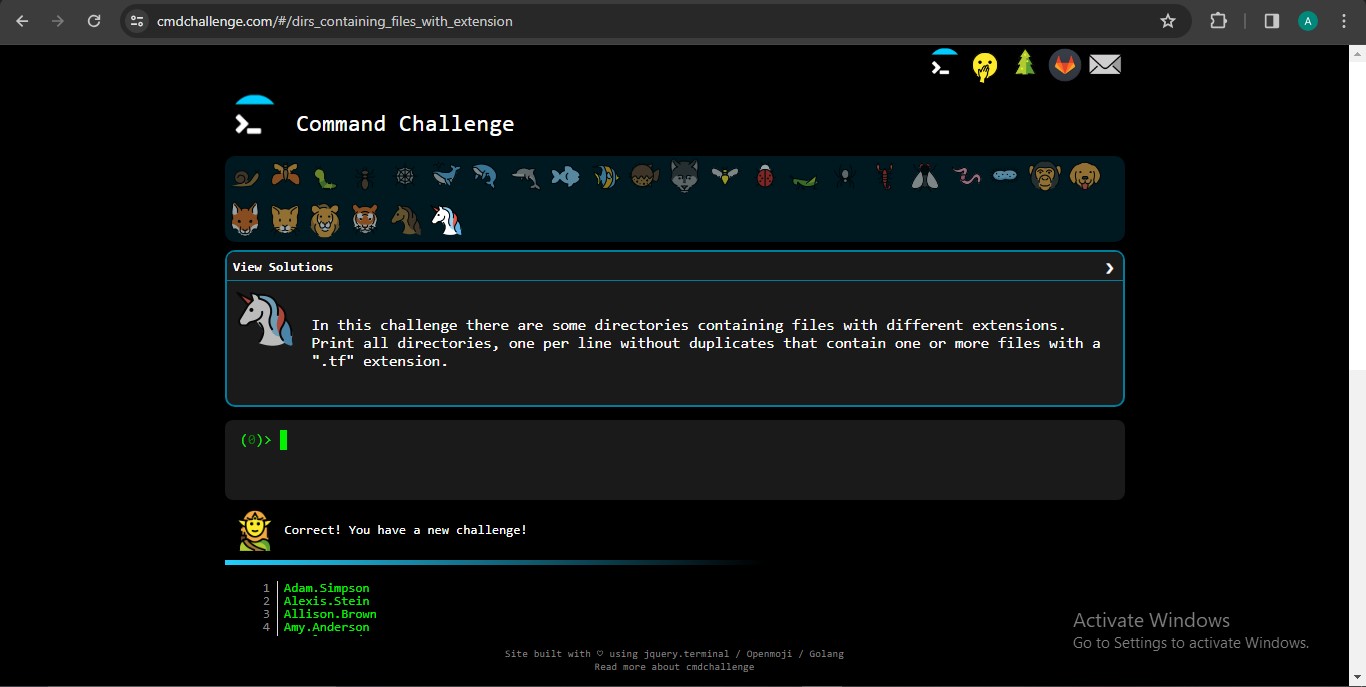 cmdchallenge.com/#/dirs_containing_files_with_extension
A
Command Challenge
View Solutions
In this challenge there are some directories containing files with different extensions.
Print all directories, one per line without duplicates that contain one or more files with a
".tf" extension.
(0)>
Correct! You have a new challenge!
1 Adam.Simpson
2 Alexis.Stein
3 Allison.Brown
4 Amy.Anderson
Activate Windows
Go to Settings to activate Windows.
Site built with ♡ using jquery.terminal / Openmoji / Golang
Read more about cmdchallenge